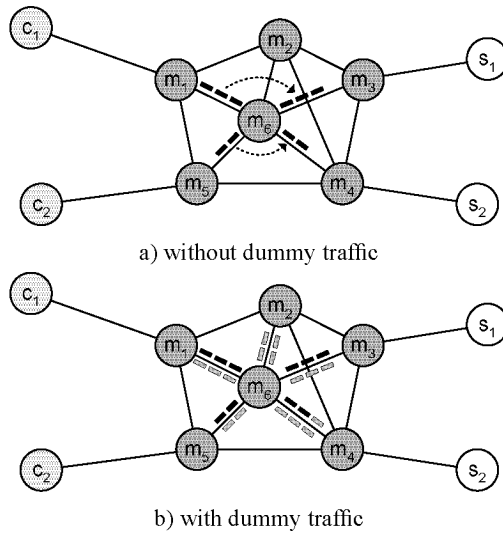 c1
m2
s1
m1
m3
m6
m5
m4
c2
s2
a) without dummy traffic
c1
m2
s1
m1
m3
m6
m5
m4
c2
s2
b) with dummy traffic